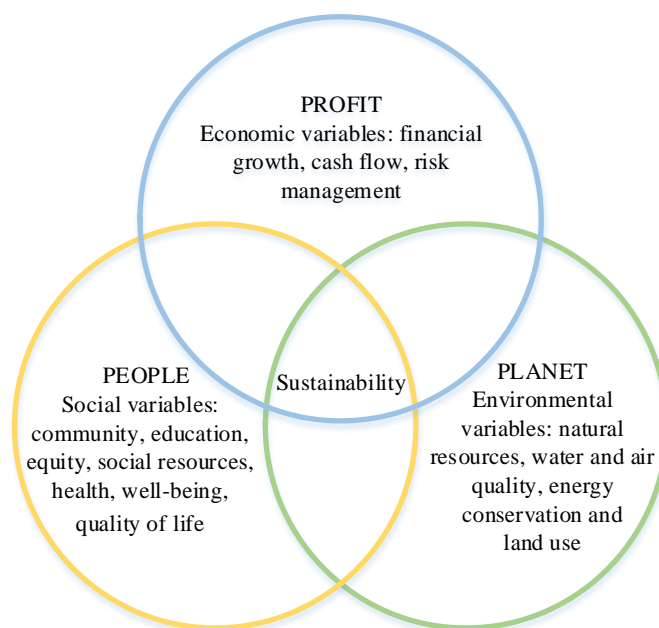 PROFIT
Economic variables: financial
growth, cash flow, risk
management
PEOPLE
Social variables:
community, education,
equity, social resources,
health, well-being,
quality of life
Sustainability
PLANET
Environmental
variables: natural
resources, water and air
quality, energy
conservation and
land use